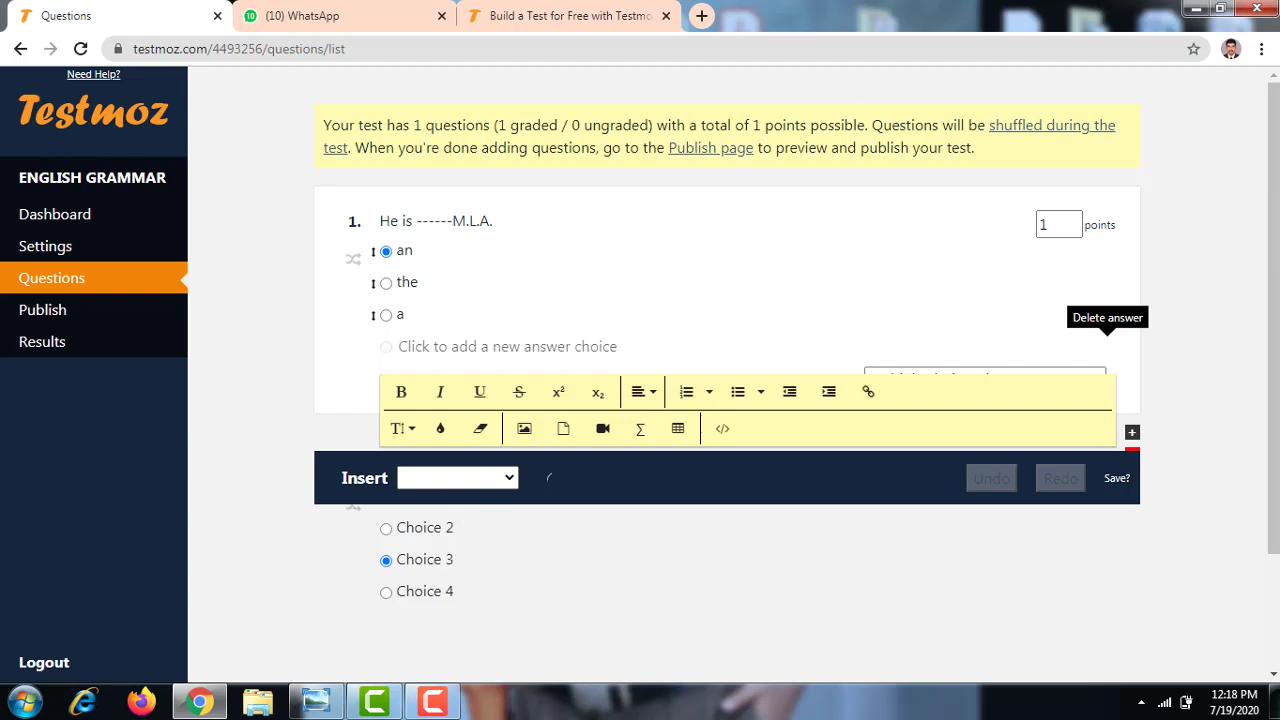 Questions
(10) WhatsApp
Build a Test for Free with Testmo
testmoz.com/4493256/questions/list
Need Help?
Testmoz
ENGLISH GRAMMAR
Dashboard
Settings
Questions
Publish
Results
Logout
Your test has 1 questions (1 graded / 0 ungraded) with a total of 1 points possible. Questions will be shuffled during the
test. When you're done adding questions, go to the Publish page to preview and publish your test.
1. He is ------M.L.A.
1 points
an
the
a
Delete answer
Click to add a new answer choice
B I U S x² x₂
T
Insert
Undo Redo Save?
Choice 2
Choice 3
Choice 4
12:18 PM
7/19/2020